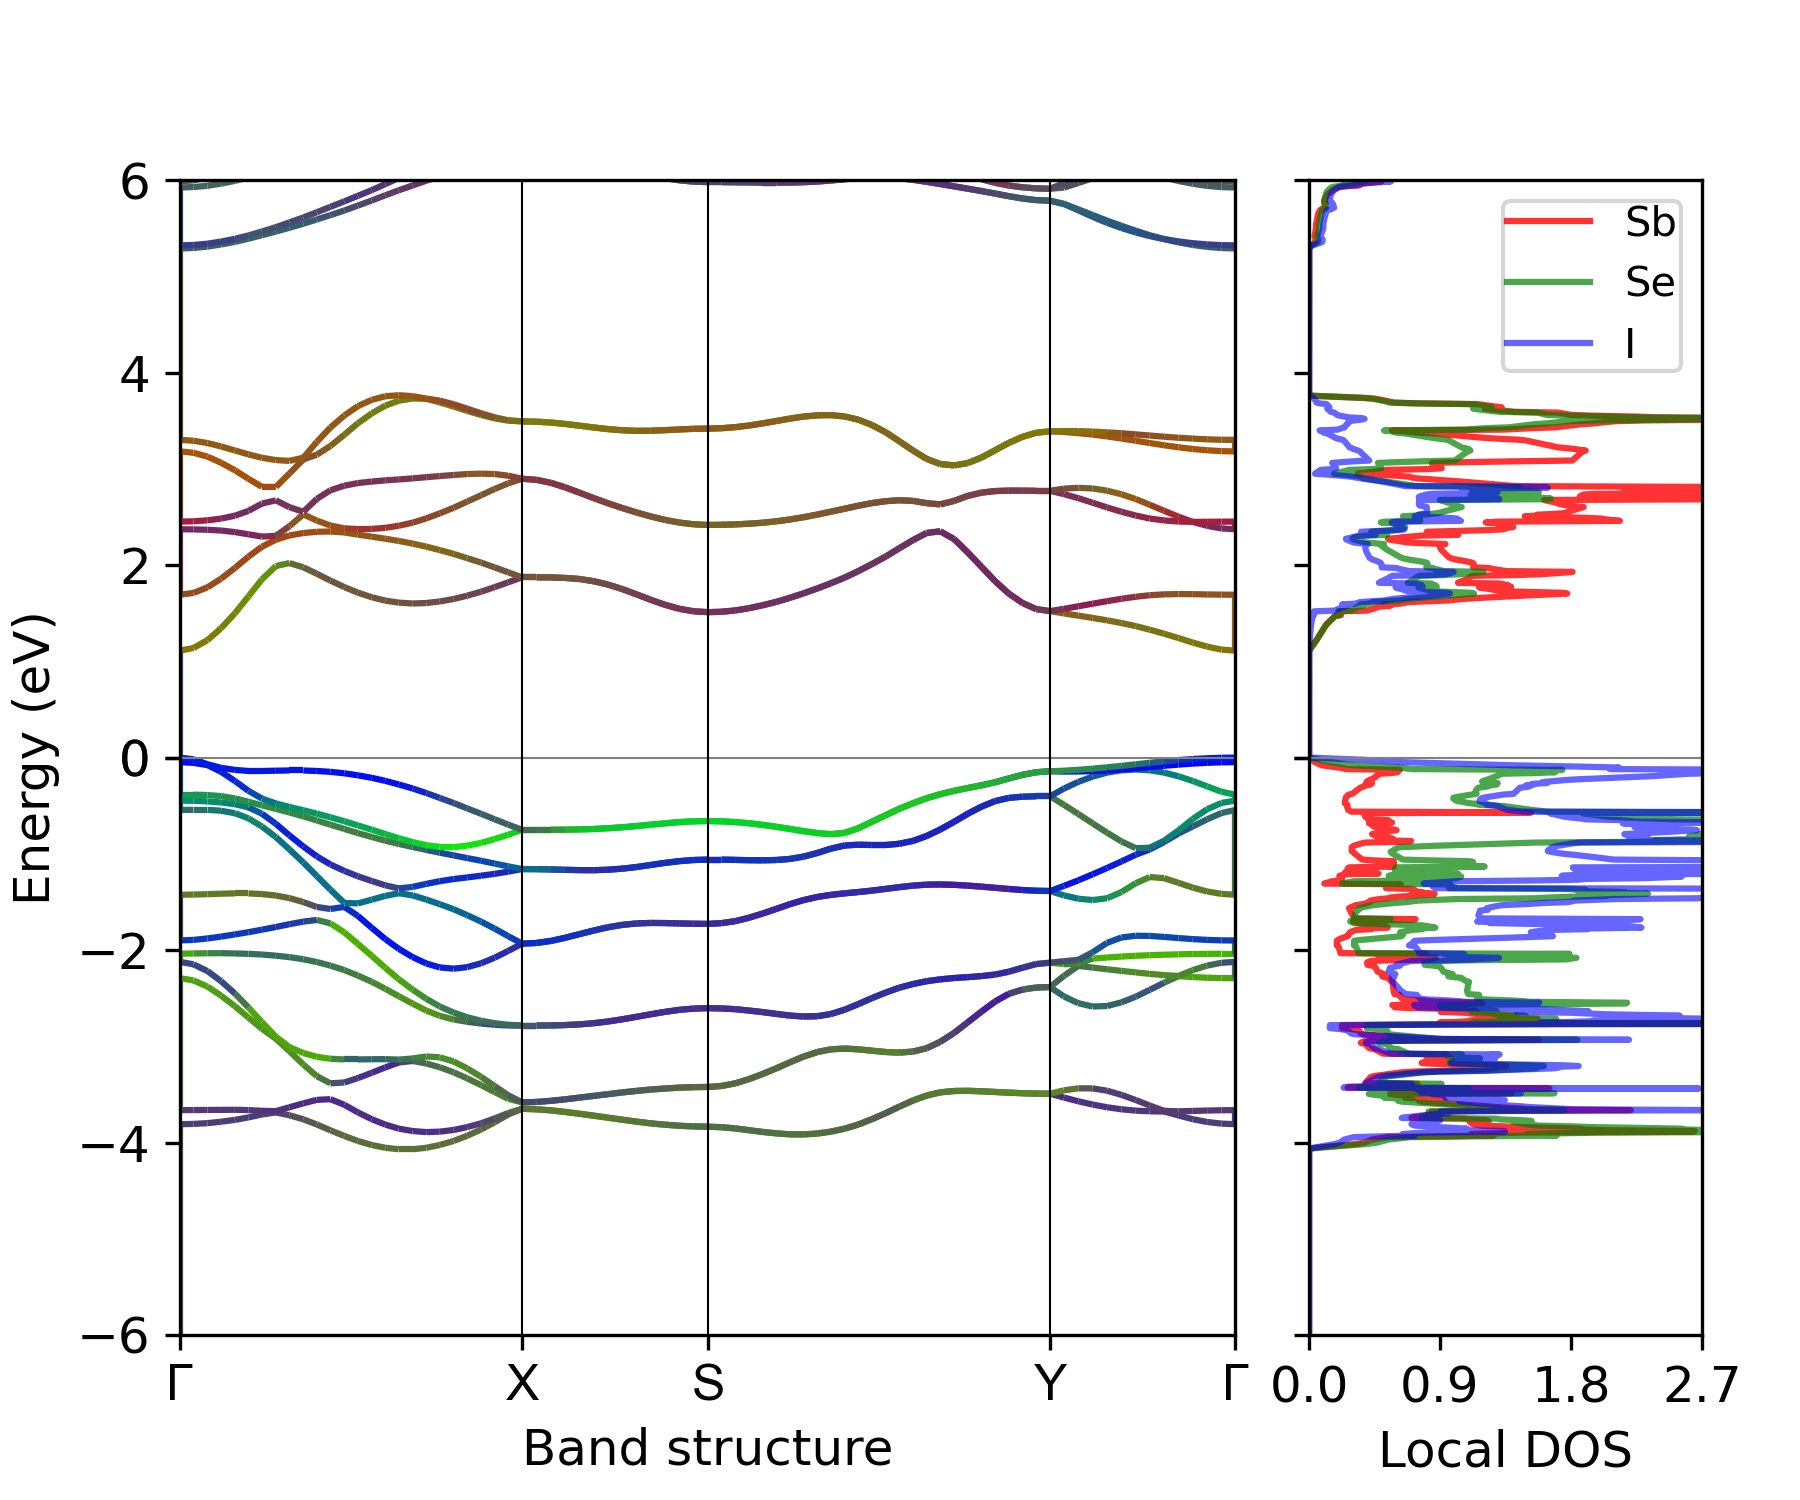 6
4
2
0
−2
−4
−6
Energy (eV)
Γ X S Y Γ
Band structure
Sb
Se
I
0.0 0.9 1.8 2.7
Local DOS